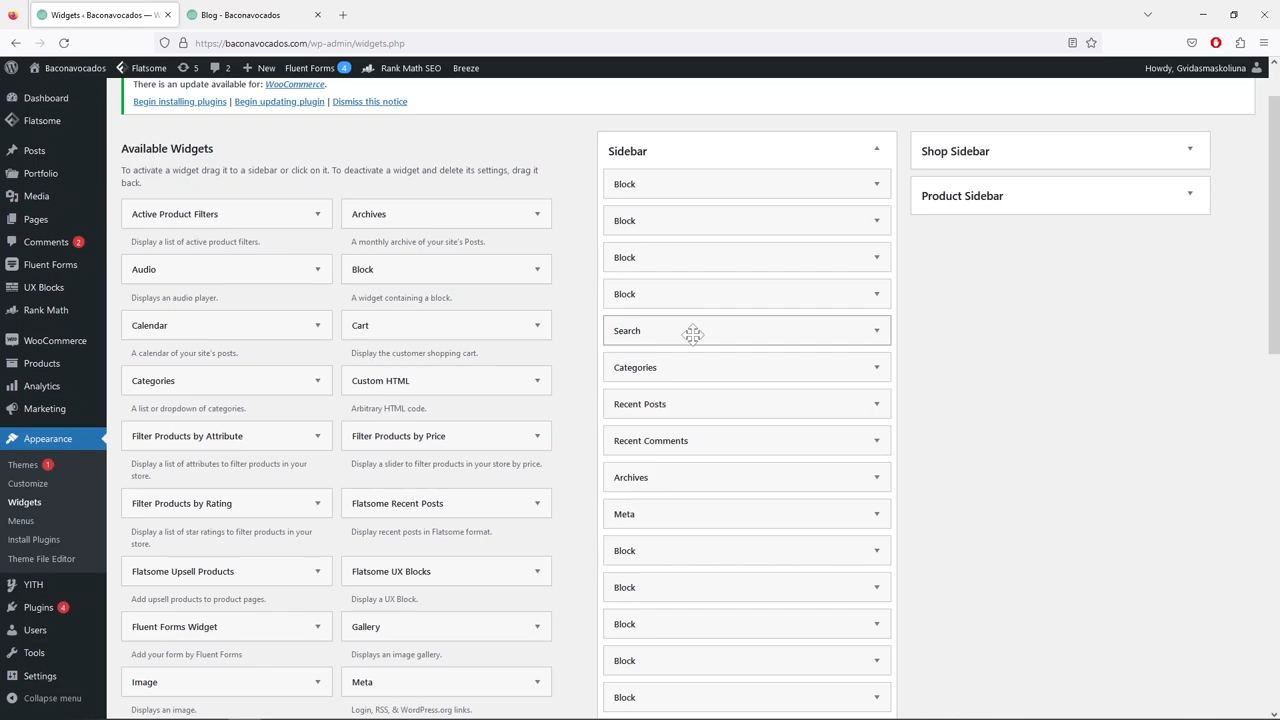 Widgets ‹ Baconavocados — W
Blog - Baconavocados
https://baconavocados.com/wp-admin/widgets.php
Baconavocados
Flatsome
5
2
New
Fluent Forms 4
Rank Math SEO
Breeze
Howdy, Gvidasmaskoliuna
Dashboard
Flatsome
Posts
Portfolio
Media
Pages
Comments 2
Fluent Forms
UX Blocks
Rank Math
WooCommerce
Products
Analytics
Marketing
Appearance
Themes 1
Customize
Widgets
Menus
Install Plugins
Theme File Editor
YITH
Plugins 4
Users
Tools
Settings
Collapse menu
There is an update available for: WooCommerce.
Begin installing plugins | Begin updating plugin | Dismiss this notice
Available Widgets
To activate a widget drag it to a sidebar or click on it. To deactivate a widget and delete its settings, drag it
back.
Active Product Filters
Display a list of active product filters.
Archives
A monthly archive of your site's Posts.
Audio
Displays an audio player.
Block
A widget containing a block.
Calendar
A calendar of your site's posts.
Cart
Display the customer shopping cart.
Categories
A list or dropdown of categories.
Custom HTML
Arbitrary HTML code.
Filter Products by Attribute
Display a list of attributes to filter products in your
store.
Filter Products by Price
Display a slider to filter products in your store by price.
Filter Products by Rating
Display a list of star ratings to filter products in your
store.
Flatsome Recent Posts
Display recent posts in Flatsome format.
Flatsome Upsell Products
Add upsell products to product pages.
Flatsome UX Blocks
Display a UX Block.
Fluent Forms Widget
Add your form by Fluent Forms
Gallery
Displays an image gallery.
Image
Displays an image.
Meta
Login, RSS, & WordPress.org links.
Sidebar
Block
Block
Block
Block
Search
Categories
Recent Posts
Recent Comments
Archives
Meta
Block
Block
Block
Block
Block
Shop Sidebar
Product Sidebar